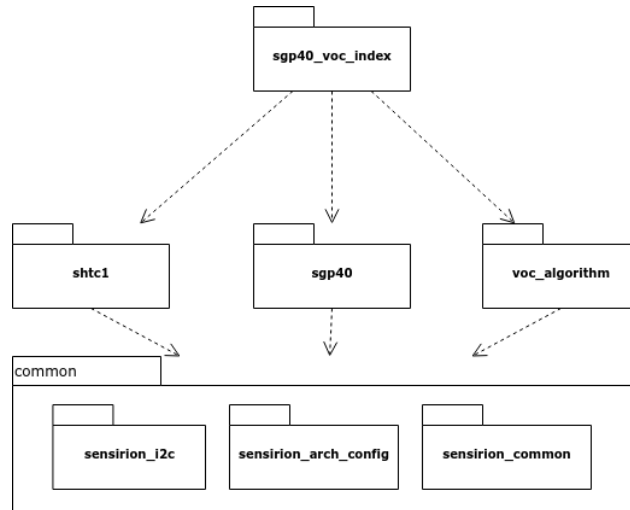 sgp40_voc_index
shtc1
sgp40
voc_algorithm
common
sensirion_i2c
sensirion_arch_config
sensirion_common